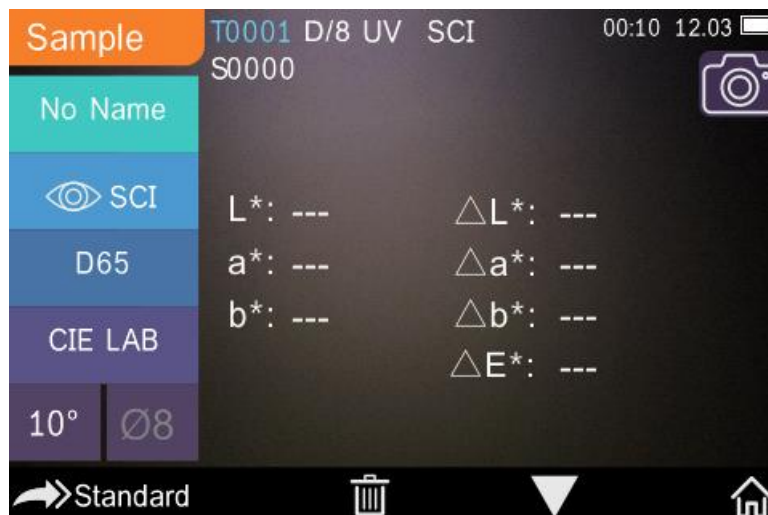 Sample
T0001 D/8 UV SCI 00:10 12.03
S0000
No Name
SCI
D65
CIE LAB
10° Ø8
L*: --- △L*: ---
a*: --- △a*: ---
b*: --- △b*: ---
△E*: ---
Standard